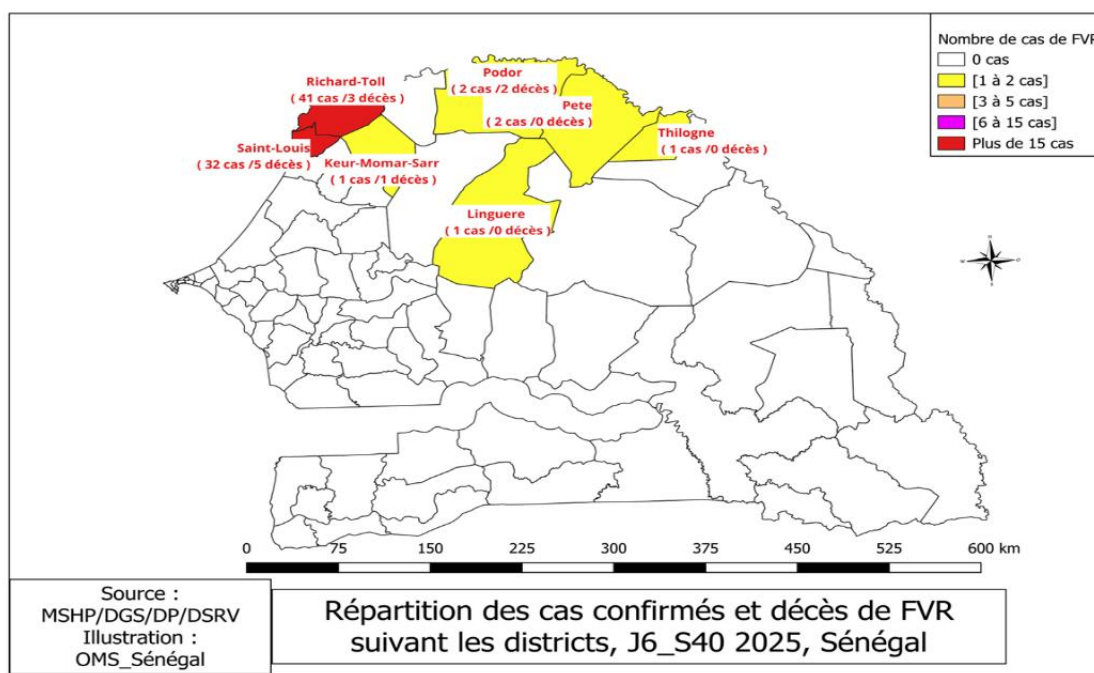 Nombre de cas de FVR
0 cas
[1 à 2 cas]
[3 à 5 cas]
[6 à 15 cas]
Plus de 15 cas
Richard-Toll
( 41 cas /3 décès )
Podor
( 2 cas /2 décès )
Pete
( 2 cas /0 décès )
Thilogne
( 1 cas /0 décès )
Saint-Louis
( 32 cas /5 décès )
Keur-Momar-Sarr
( 1 cas /1 décès )
Linguere
( 1 cas /0 décès )
0 75 150 225 300 375 450 525 600 km
Source :
MSHP/DGS/DP/DSRV
Illustration :
OMS_Sénégal
Répartition des cas confirmés et décès de FVR
suivant les districts, J6_S40 2025, Sénégal